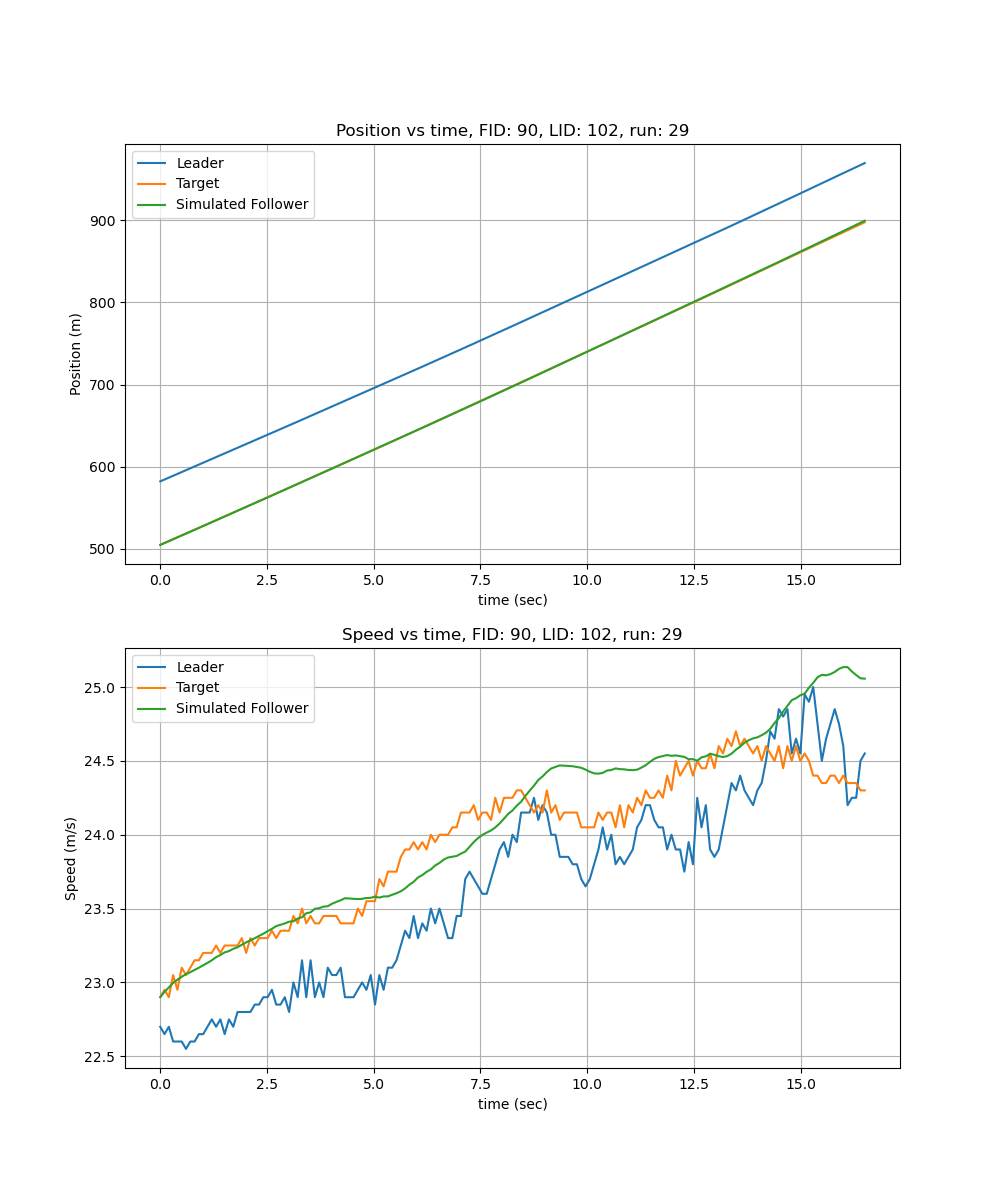 Position vs time, FID: 90, LID: 102, run: 29
Leader
Target
Simulated Follower
900
800
700
600
500
Position (m)
0.0 2.5 5.0 7.5 10.0 12.5 15.0
time (sec)
Speed vs time, FID: 90, LID: 102, run: 29
Leader
Target
Simulated Follower
25.0
24.5
24.0
23.5
23.0
22.5
Speed (m/s)
0.0 2.5 5.0 7.5 10.0 12.5 15.0
time (sec)